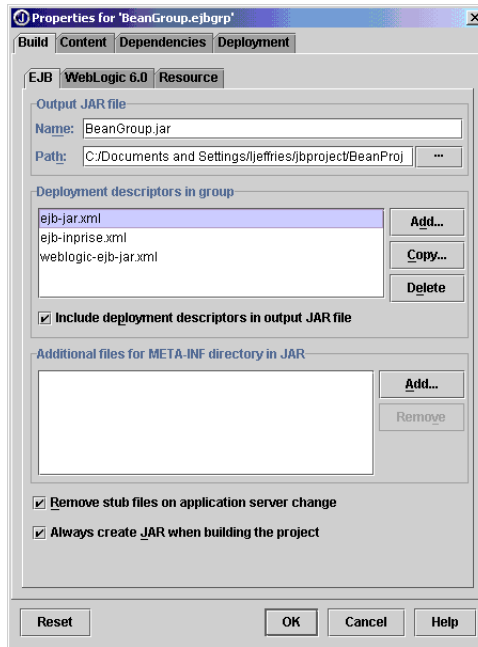 Properties for 'BeanGroup.ejbgrp'
Build Content Dependencies Deployment
EJB WebLogic 6.0 Resource
Output JAR file
Name: BeanGroup.jar
Path: C:/Documents and Settings/ljeffries/jbproject/BeanProj ...
Deployment descriptors in group
ejb-jar.xml
ejb-inprise.xml
weblogic-ejb-jar.xml
Add...
Copy...
Delete
Include deployment descriptors in output JAR file
Additional files for META-INF directory in JAR
Add...
Remove
Remove stub files on application server change
Always create JAR when building the project
Reset OK Cancel Help